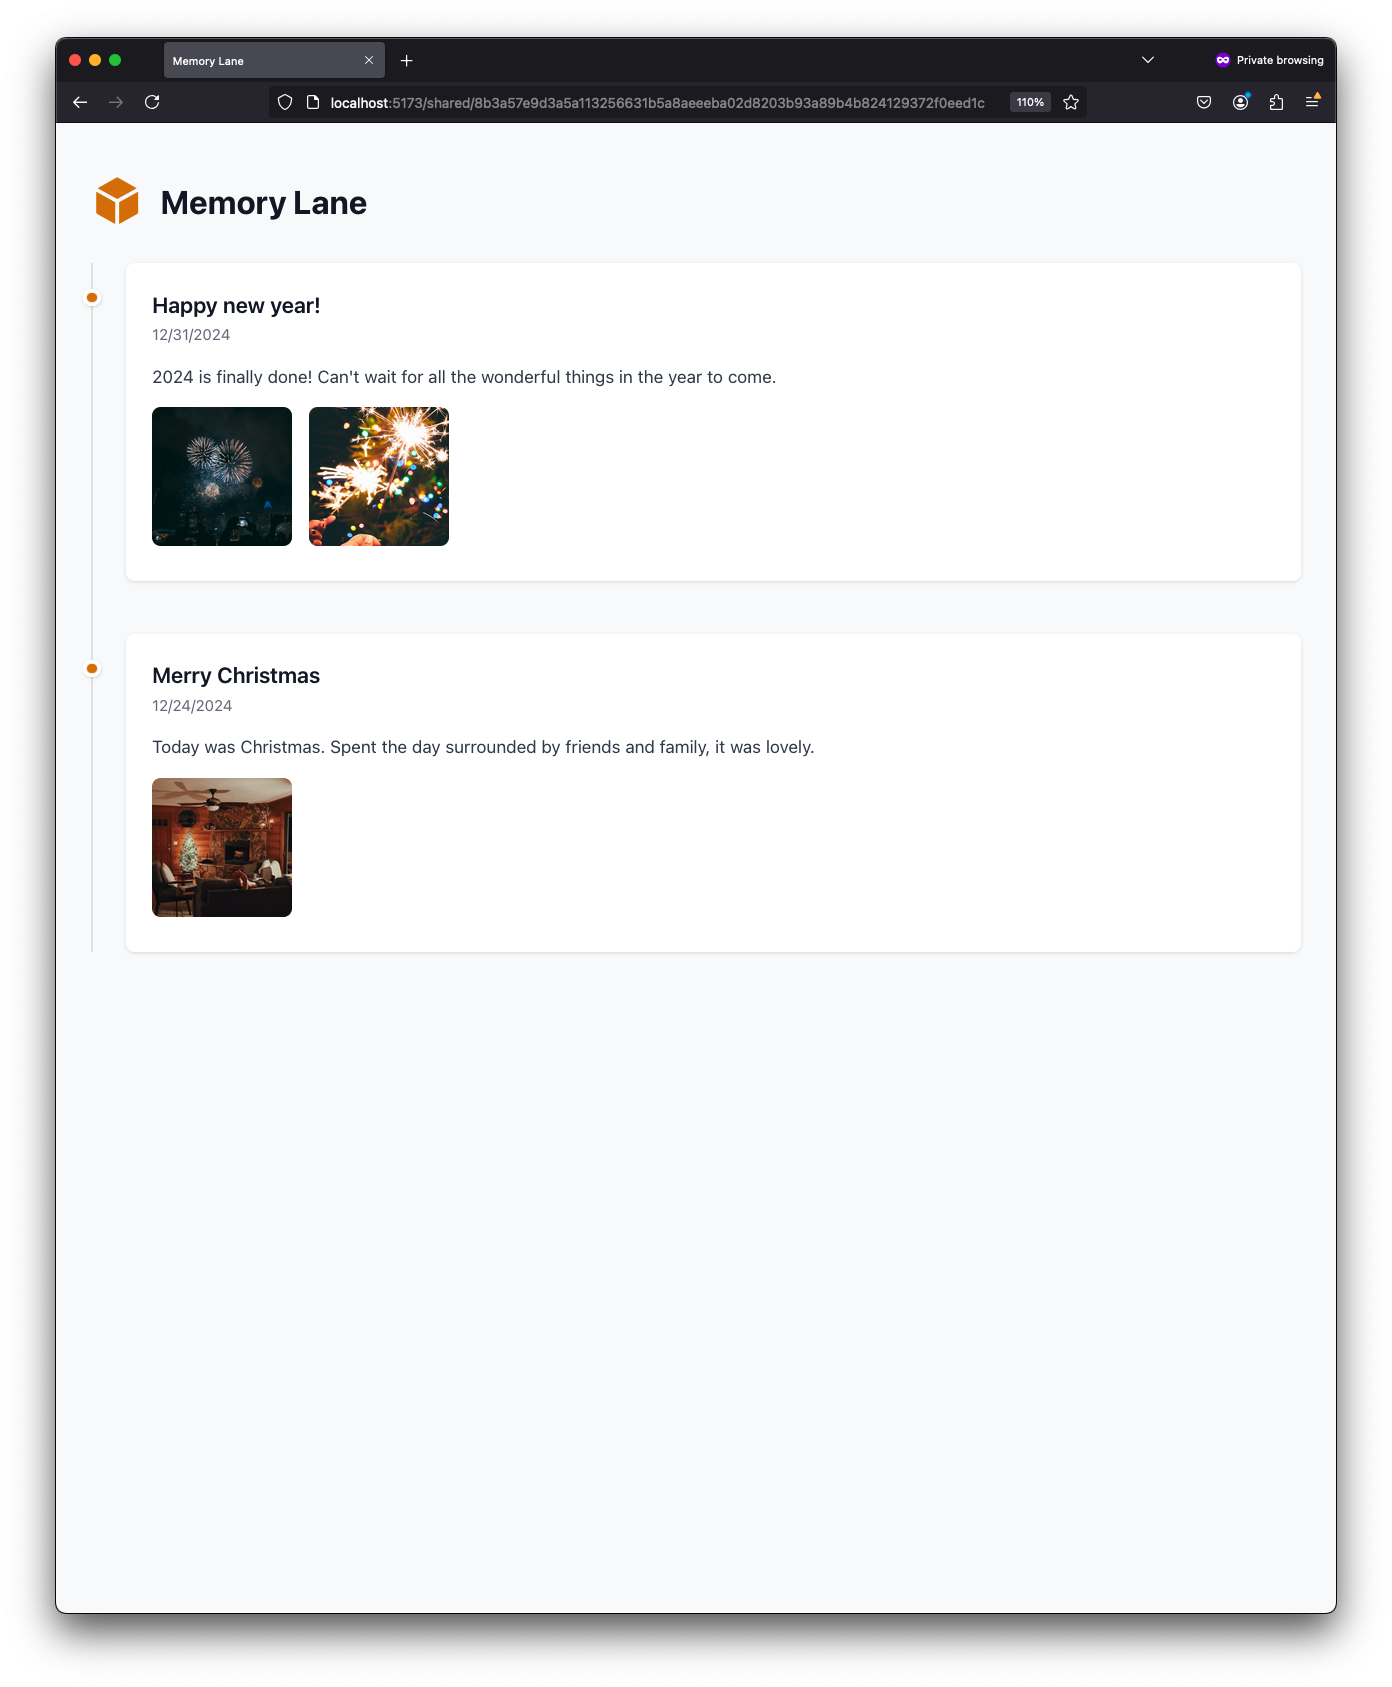 Memory Lane
Private browsing
localhost:5173/shared/8b3a57e9d3a5a113256631b5a8aeeeba02d8203b93a89b4b824129372f0eed1c
110%
Memory Lane
Happy new year!
12/31/2024
2024 is finally done! Can't wait for all the wonderful things in the year to come.
Merry Christmas
12/24/2024
Today was Christmas. Spent the day surrounded by friends and family, it was lovely.